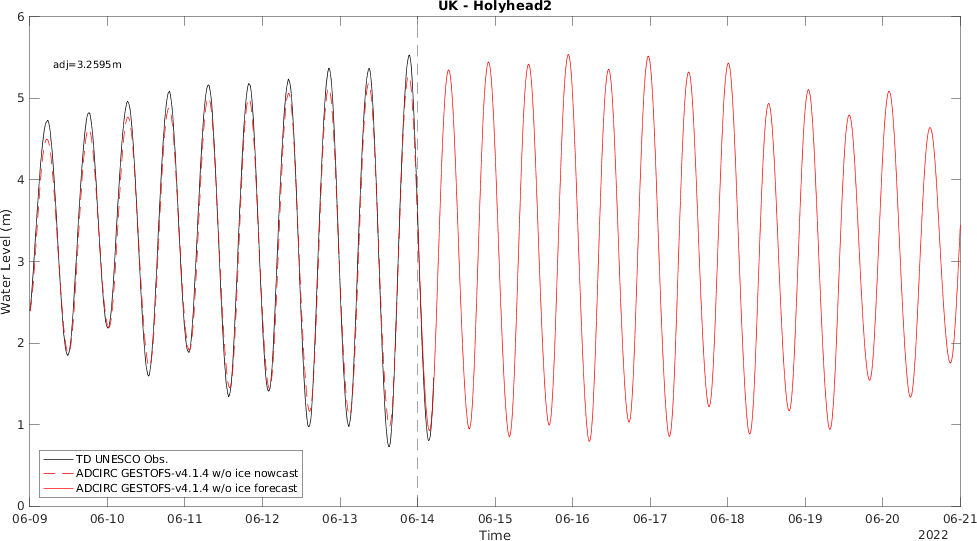 UK - Holyhead2
adj=3.2595m
6
5
4
3
2
1
0
Water Level (m)
TD UNESCO Obs.
ADCIRC GESTOFS-v4.1.4 w/o ice nowcast
ADCIRC GESTOFS-v4.1.4 w/o ice forecast
06-09 06-10 06-11 06-12 06-13 06-14 06-15 06-16 06-17 06-18 06-19 06-20 06-21
Time
2022